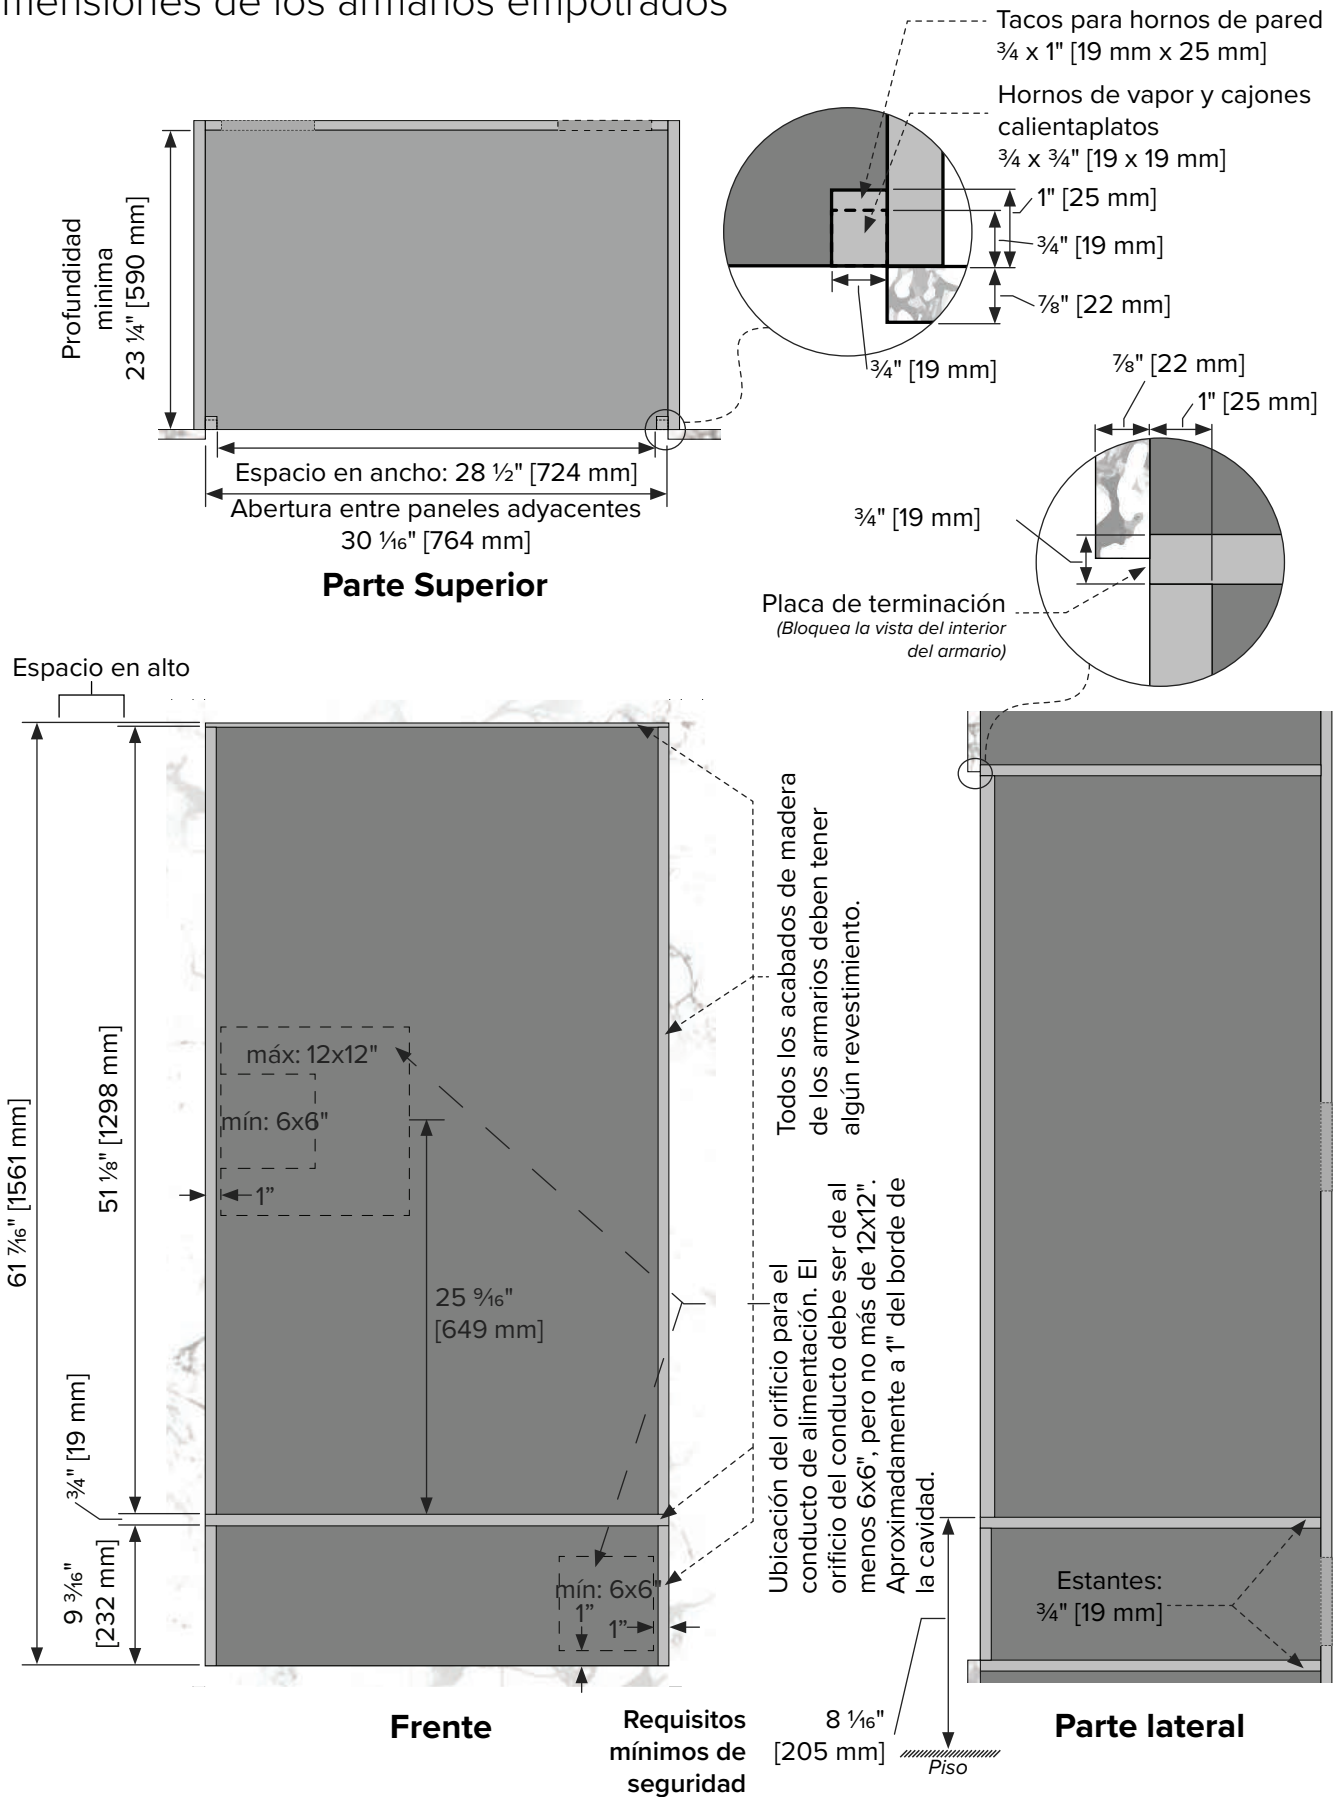 mensiones de los armarios empotrados
Tacos para hornos de pared
¾ x 1" [19 mm x 25 mm]
Hornos de vapor y cajones
calientaplatos
¾ x ¾" [19 x 19 mm]
1" [25 mm]
¾" [19 mm]
⅞" [22 mm]
¾" [19 mm]
Profundidad
minima
23 ¼" [590 mm]
Espacio en ancho: 28 ½" [724 mm]
Abertura entre paneles adyacentes
30 ¹⁄₁₆" [764 mm]
Parte Superior
⅞" [22 mm]
1" [25 mm]
¾" [19 mm]
Placa de terminación
(Bloquea la vista del interior
del armario)
Espacio en alto
61 ⁷⁄₁₆" [1561 mm]
51 ⅛" [1298 mm]
¾" [19 mm]
9 ³⁄₁₆"
[232 mm]
máx: 12x12"
mín: 6x6"
1”
25 ⁹⁄₁₆"
[649 mm]
mín: 6x6"
1”
1”
Todos los acabados de madera
de los armarios deben tener
algún revestimiento.
Ubicación del orificio para el
conducto de alimentación. El
orificio del conducto debe ser de al
menos 6x6", pero no más de 12x12".
Aproximadamente a 1" del borde de
la cavidad.
Estantes:
¾" [19 mm]
Frente
Requisitos
mínimos de
seguridad
8 ¹⁄₁₆"
[205 mm]
Piso
Parte lateral